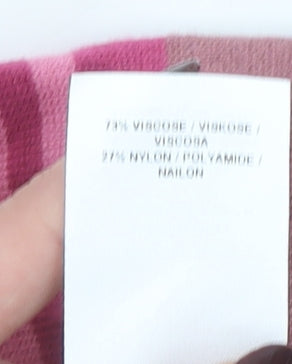 73% VISCOSE / VISKOSE /
VISCOSA
27% NYLON / POLYAMIDE /
NAILON